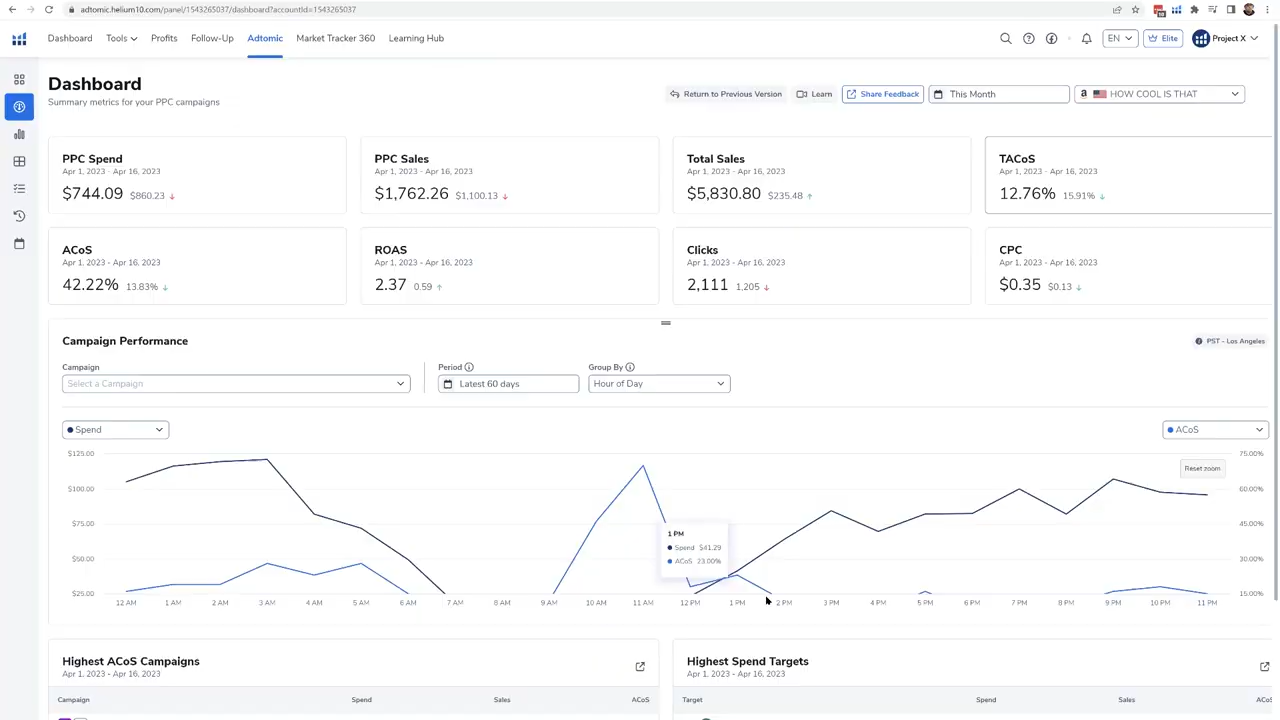 adtomic.helium10.com/panel/1543265037/dashboard?accountId=1543265037
Dashboard Tools Profits Follow-Up Adtomic Market Tracker 360 Learning Hub EN Elite Project X
Dashboard
Summary metrics for your PPC campaigns
Return to Previous Version Learn Share Feedback This Month a HOW COOL IS THAT
PPC Spend
Apr 1, 2023 - Apr 16, 2023
$744.09 $860.23 ↓
PPC Sales
Apr 1, 2023 - Apr 16, 2023
$1,762.26 $1,100.13 ↓
Total Sales
Apr 1, 2023 - Apr 16, 2023
$5,830.80 $235.48 ↑
TACoS
Apr 1, 2023 - Apr 16, 2023
12.76% 15.91% ↓
ACoS
Apr 1, 2023 - Apr 16, 2023
42.22% 13.83% ↓
ROAS
Apr 1, 2023 - Apr 16, 2023
2.37 0.59 ↑
Clicks
Apr 1, 2023 - Apr 16, 2023
2,111 1,205 ↓
CPC
Apr 1, 2023 - Apr 16, 2023
$0.35 $0.13 ↓
Campaign Performance
PST - Los Angeles
Campaign Period Group By
Select a Campaign Latest 60 days Hour of Day
Spend ACoS
$125.00 75.00%
Reset zoom
$100.00 60.00%
$75.00 45.00%
1 PM
Spend $41.29
$50.00 30.00%
ACoS 23.00%
$25.00 15.00%
12 AM 1 AM 2 AM 3 AM 4 AM 5 AM 6 AM 7 AM 8 AM 9 AM 10 AM 11 AM 12 PM 1 PM 2 PM 3 PM 4 PM 5 PM 6 PM 7 PM 8 PM 9 PM 10 PM 11 PM
Highest ACoS Campaigns
Apr 1, 2023 - Apr 16, 2023
Campaign Spend Sales ACoS
Highest Spend Targets
Apr 1, 2023 - Apr 16, 2023
Target Spend Sales